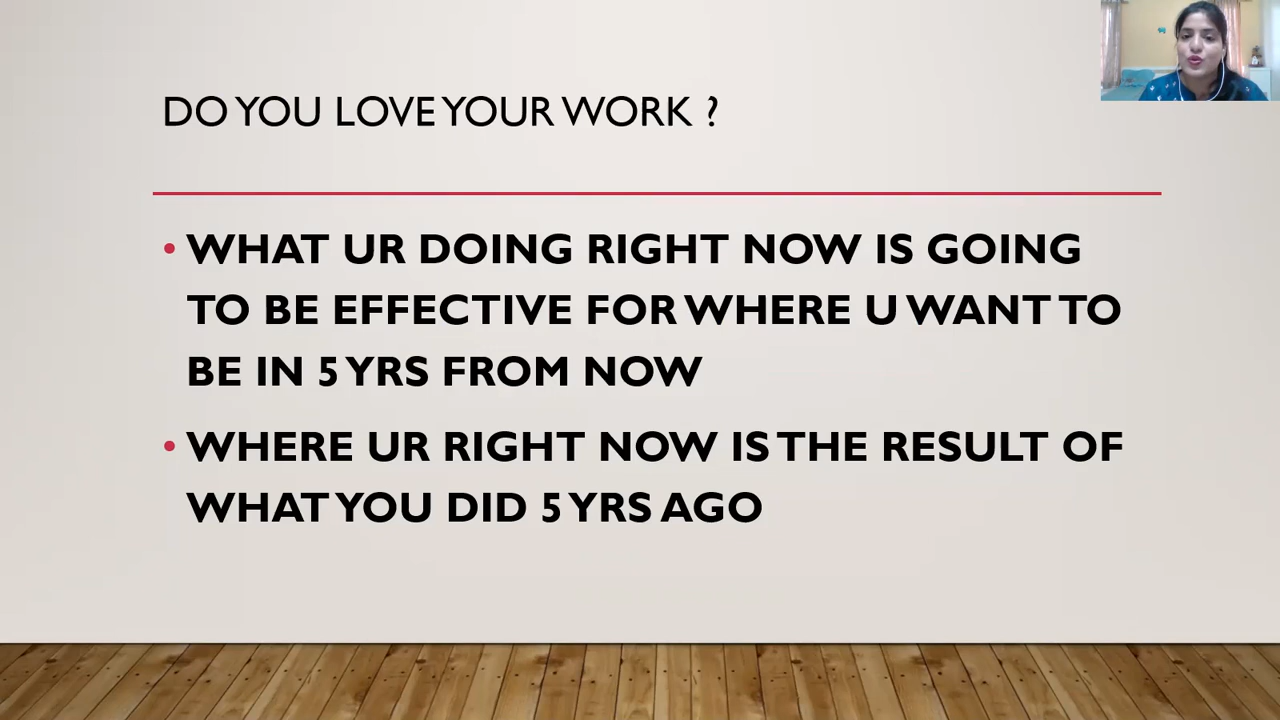 DO YOU LOVE YOUR WORK ?
• WHAT UR DOING RIGHT NOW IS GOING
TO BE EFFECTIVE FOR WHERE U WANT TO
BE IN 5 YRS FROM NOW
• WHERE UR RIGHT NOW IS THE RESULT OF
WHAT YOU DID 5 YRS AGO